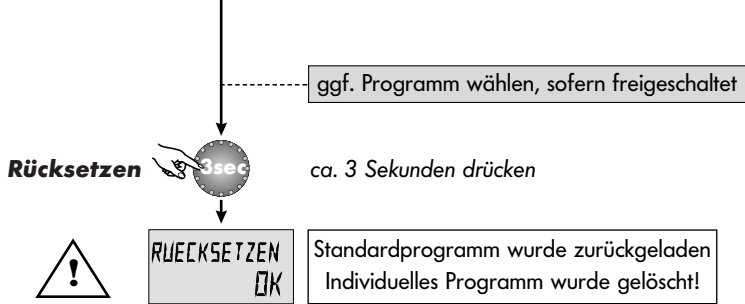 ggf. Programm wählen, sofern freigeschaltet
Rücksetzen 3sec ca. 3 Sekunden drücken
RUECKSETZEN
OK
Standardprogramm wurde zurückgeladen
Individuelles Programm wurde gelöscht!
!